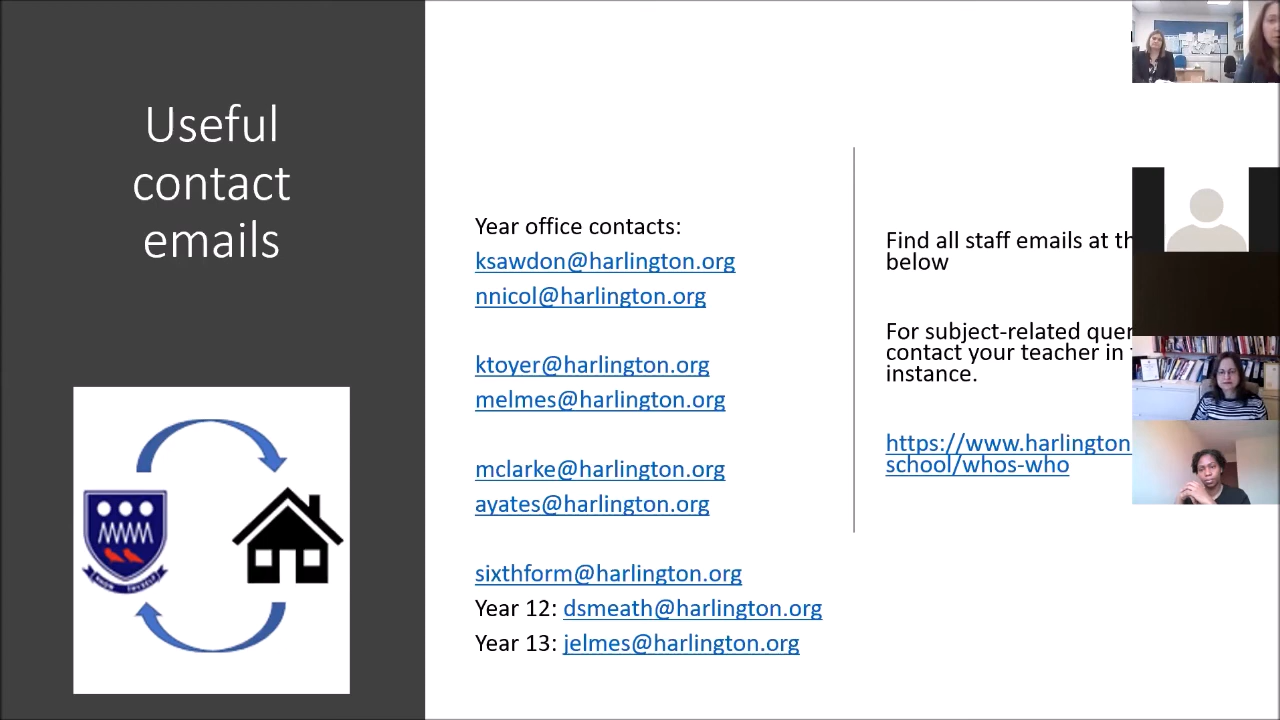 Useful
contact
emails
Year office contacts:
ksawdon@harlington.org
nnicol@harlington.org
ktoyer@harlington.org
melmes@harlington.org
mclarke@harlington.org
ayates@harlington.org
sixthform@harlington.org
Year 12: dsmeath@harlington.org
Year 13: jelmes@harlington.org
Find all staff emails at
below
For subject-related
contact your teacher in
instance.
https://www.harlington
school/whos-who